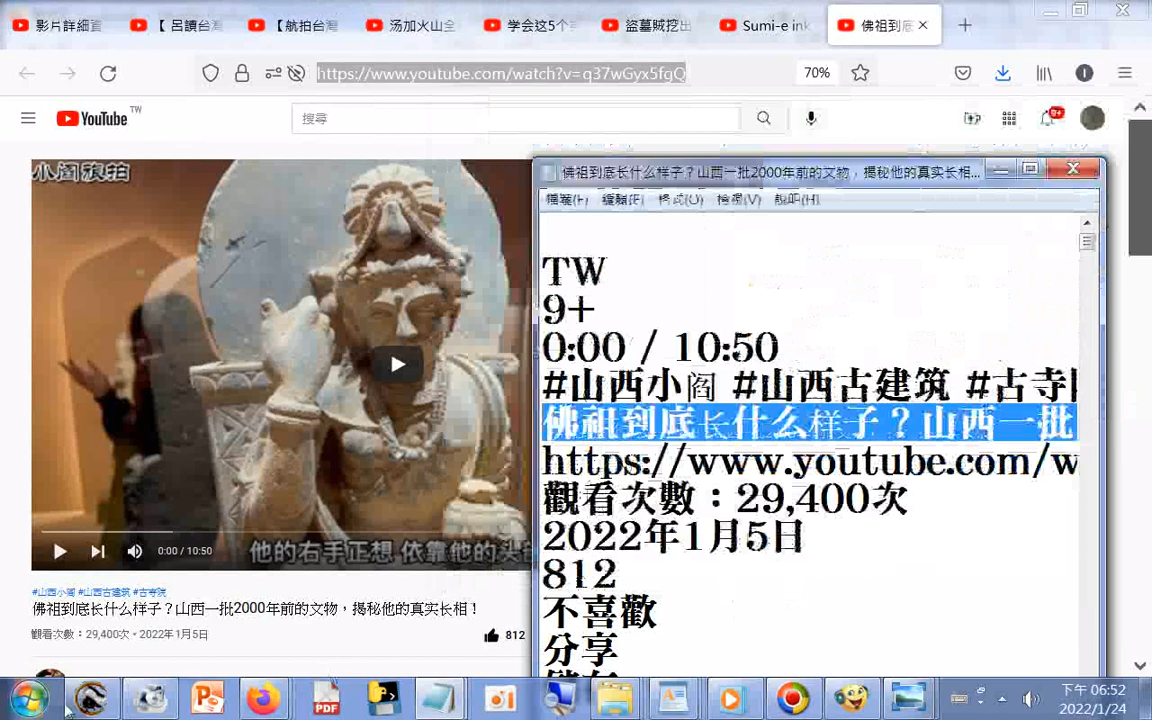 影片詳細資
【 呂讀台灣
【航拍台灣
汤加火山全
学会这5个
盜墓賊挖出
Sumi-e ink
佛祖到底
https://www.youtube.com/watch?v=q37wGyx5fgQ
70%
YouTube TW
搜尋
9+
小阎浪拍
他的右手正想 依靠他的头
0:00 / 10:50
#山西小阎 #山西古建筑 #古寺院
佛祖到底长什么样子？山西一批2000年前的文物，揭秘他的真实长相！
觀看次數：29,400次・2022年1月5日
812
佛祖到底长什么样子？山西一批2000年前的文物，揭秘他的真实长相...
檔案(F) 編輯(E) 格式(O) 檢視(V) 說明(H)
TW
9+
0:00 / 10:50
#山西小阎 #山西古建筑 #古寺
佛祖到底长什么样子？山西一批
https://www.youtube.com/w
觀看次數：29,400次
2022年1月5日
812
不喜歡
分享
PDF
下午 06:52
2022/1/24